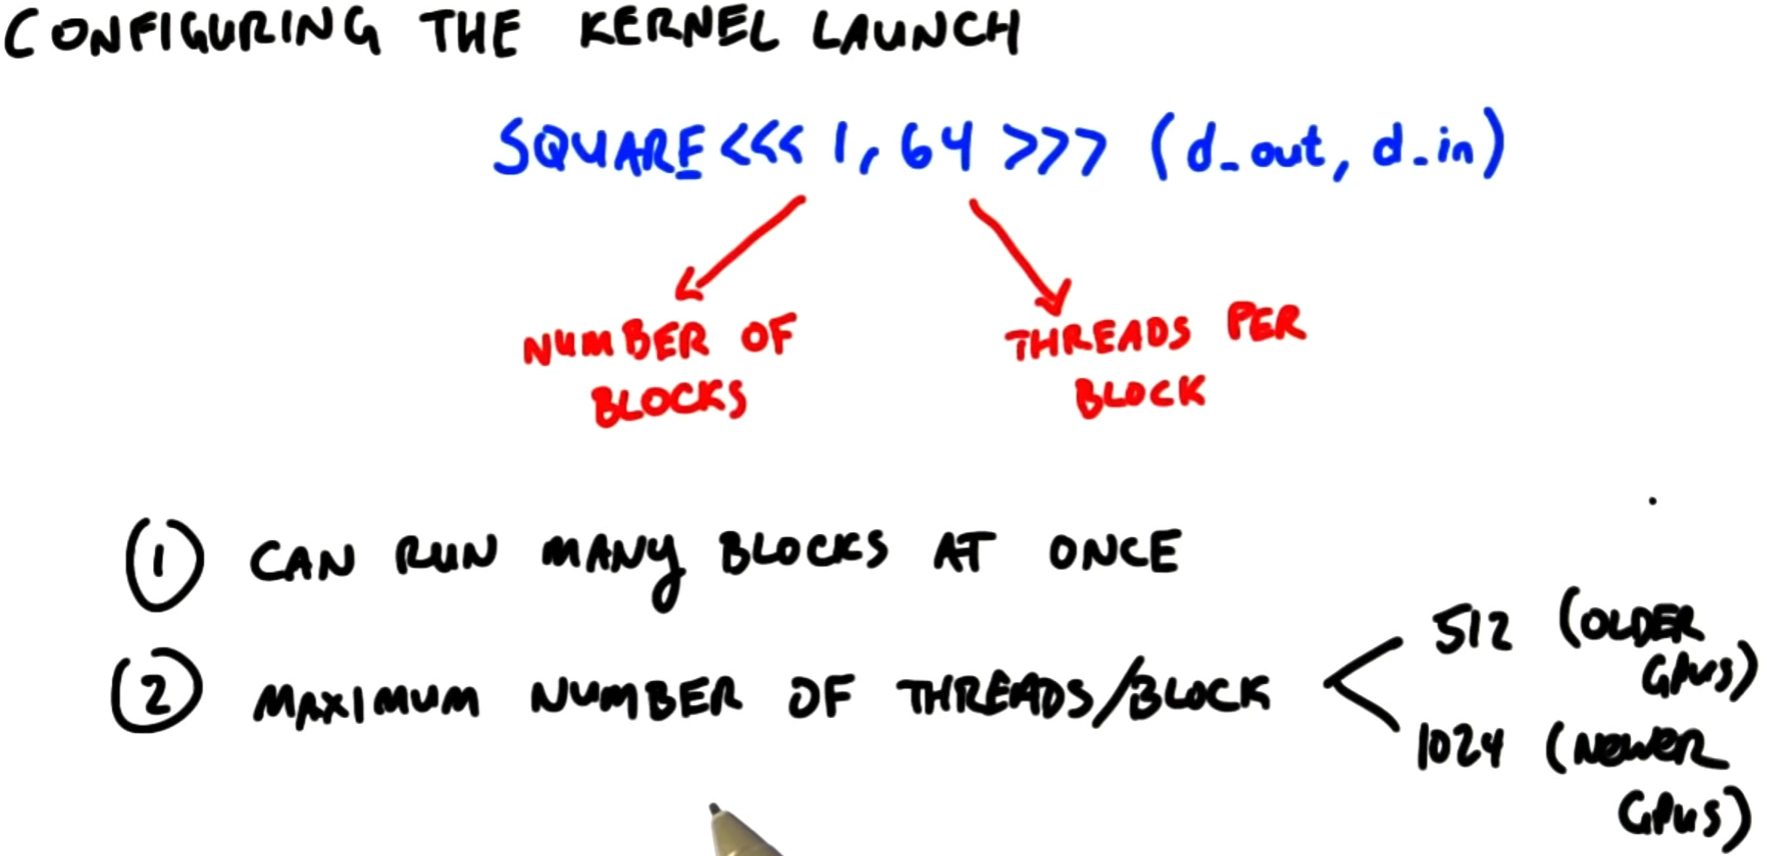 CONFIGURING THE KERNEL LAUNCH
SQUARE<<< 1, 64 >>> (d_out, d_in)
NUMBER OF
BLOCKS
THREADS PER
BLOCK
1 CAN RUN MANY BLOCKS AT ONCE
2 MAXIMUM NUMBER OF THREADS/BLOCK
512 (OLDER
GPUS)
1024 (NEWER
GPUS)